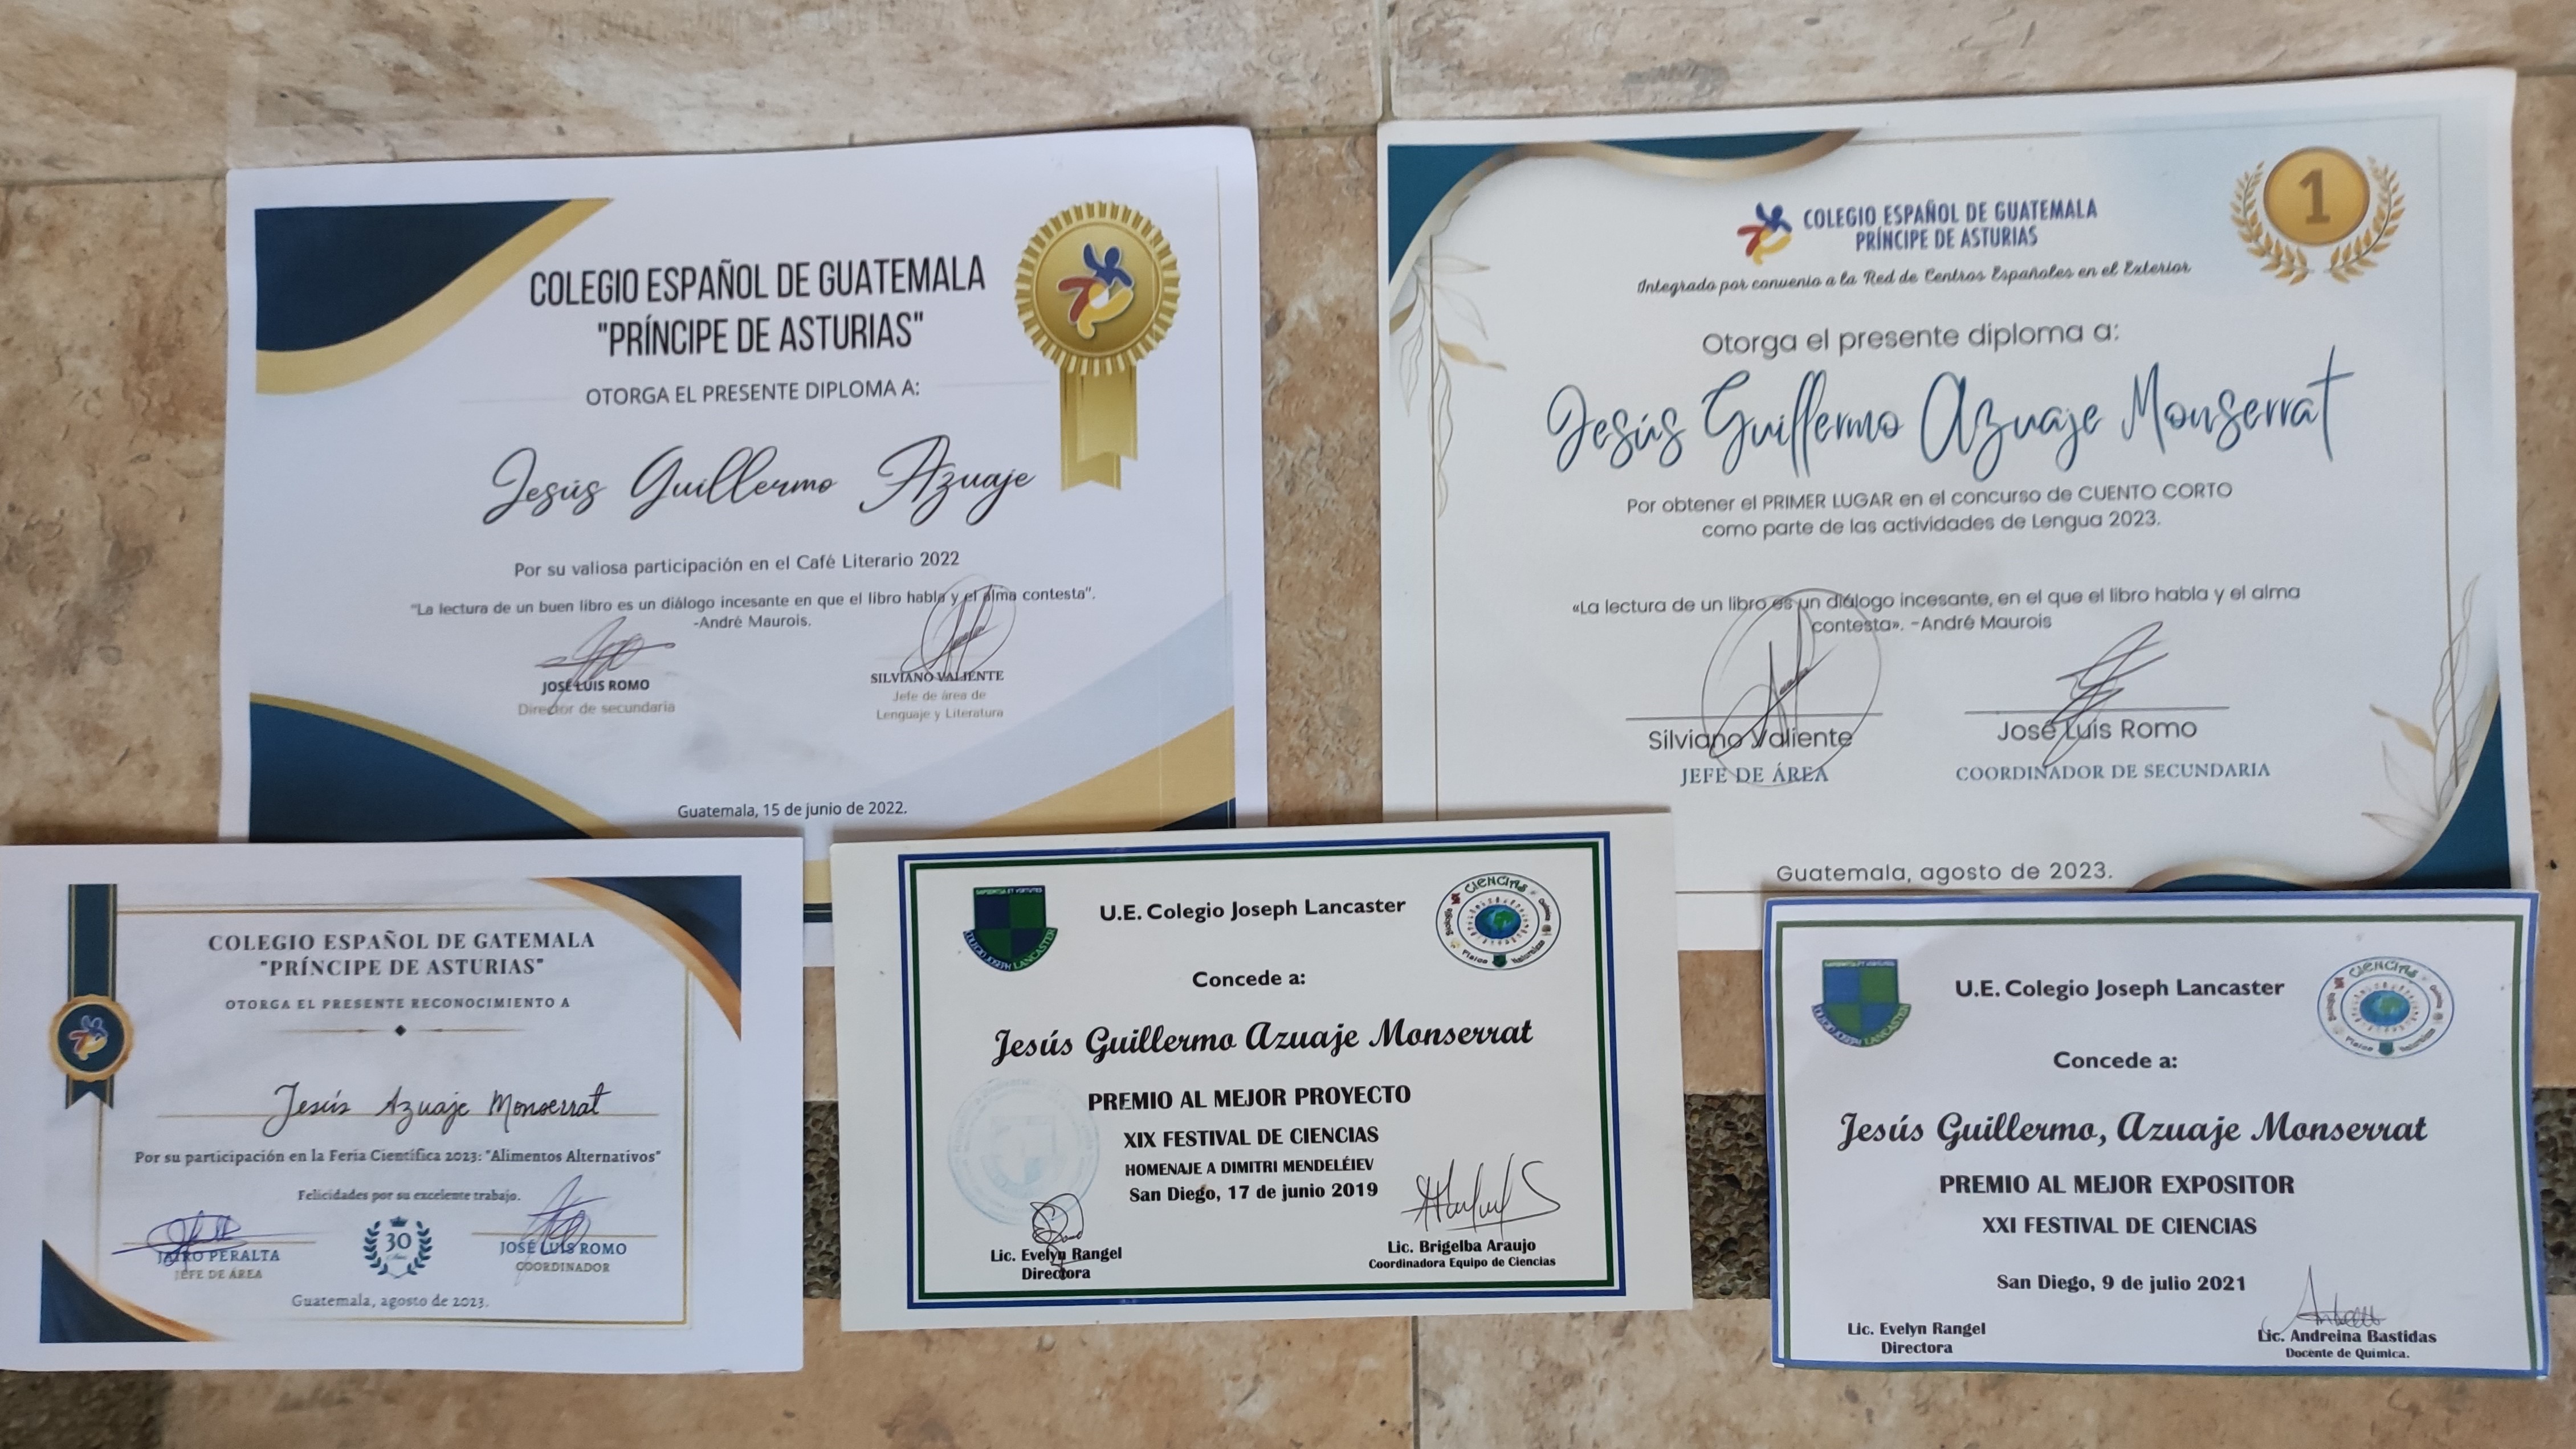 COLEGIO ESPAÑOL DE GUATEMALA
"PRÍNCIPE DE ASTURIAS"
OTORGA EL PRESENTE DIPLOMA A:
Jesús Guillermo Azuaje
Por su valiosa participación en el Café Literario 2022
"La lectura de un buen libro es un diálogo incesante en que el libro habla y el alma contesta".
-André Maurois.
JOSÉ LUIS ROMO
Director de secundaria
SILVIANO VALIENTE
Jefe de área de
Lenguaje y Literatura
Guatemala, 15 de junio de 2022.
1
COLEGIO ESPAÑOL DE GUATEMALA
PRÍNCIPE DE ASTURIAS
Integrado por convenio a la Red de Centros Españoles en el Exterior
Otorga el presente diploma a:
Jesús Guillermo Azuaje Monserrat
Por obtener el PRIMER LUGAR en el concurso de CUENTO CORTO
como parte de las actividades de Lengua 2023.
«La lectura de un libro es un diálogo incesante, en el que el libro habla y el alma
contesta». -André Maurois
Silviano Valiente
JEFE DE ÁREA
José Luis Romo
COORDINADOR DE SECUNDARIA
Guatemala, agosto de 2023.
COLEGIO ESPAÑOL DE GATEMALA
"PRÍNCIPE DE ASTURIAS"
OTORGA EL PRESENTE RECONOCIMIENTO A
Jesús Azuaje Monserrat
Por su participación en la Feria Científica 2023: "Alimentos Alternativos"
Felicidades por su excelente trabajo.
JAIRO PERALTA
JEFE DE ÁREA
30
JOSÉ LUIS ROMO
COORDINADOR
Guatemala, agosto de 2023.
COLEGIO JOSEPH LANCASTER
U.E. Colegio Joseph Lancaster
CIENCIAS
Concede a:
Jesús Guillermo Azuaje Monserrat
PREMIO AL MEJOR PROYECTO
XIX FESTIVAL DE CIENCIAS
HOMENAJE A DIMITRI MENDELÉIEV
San Diego, 17 de junio 2019
Lic. Evelyn Rangel
Directora
Lic. Brigelba Araujo
Coordinadora Equipo de Ciencias
COLEGIO JOSEPH LANCASTER
U.E. Colegio Joseph Lancaster
CIENCIAS
Concede a:
Jesús Guillermo, Azuaje Monserrat
PREMIO AL MEJOR EXPOSITOR
XXI FESTIVAL DE CIENCIAS
San Diego, 9 de julio 2021
Lic. Evelyn Rangel
Directora
Lic. Andreina Bastidas
Docente de Química.